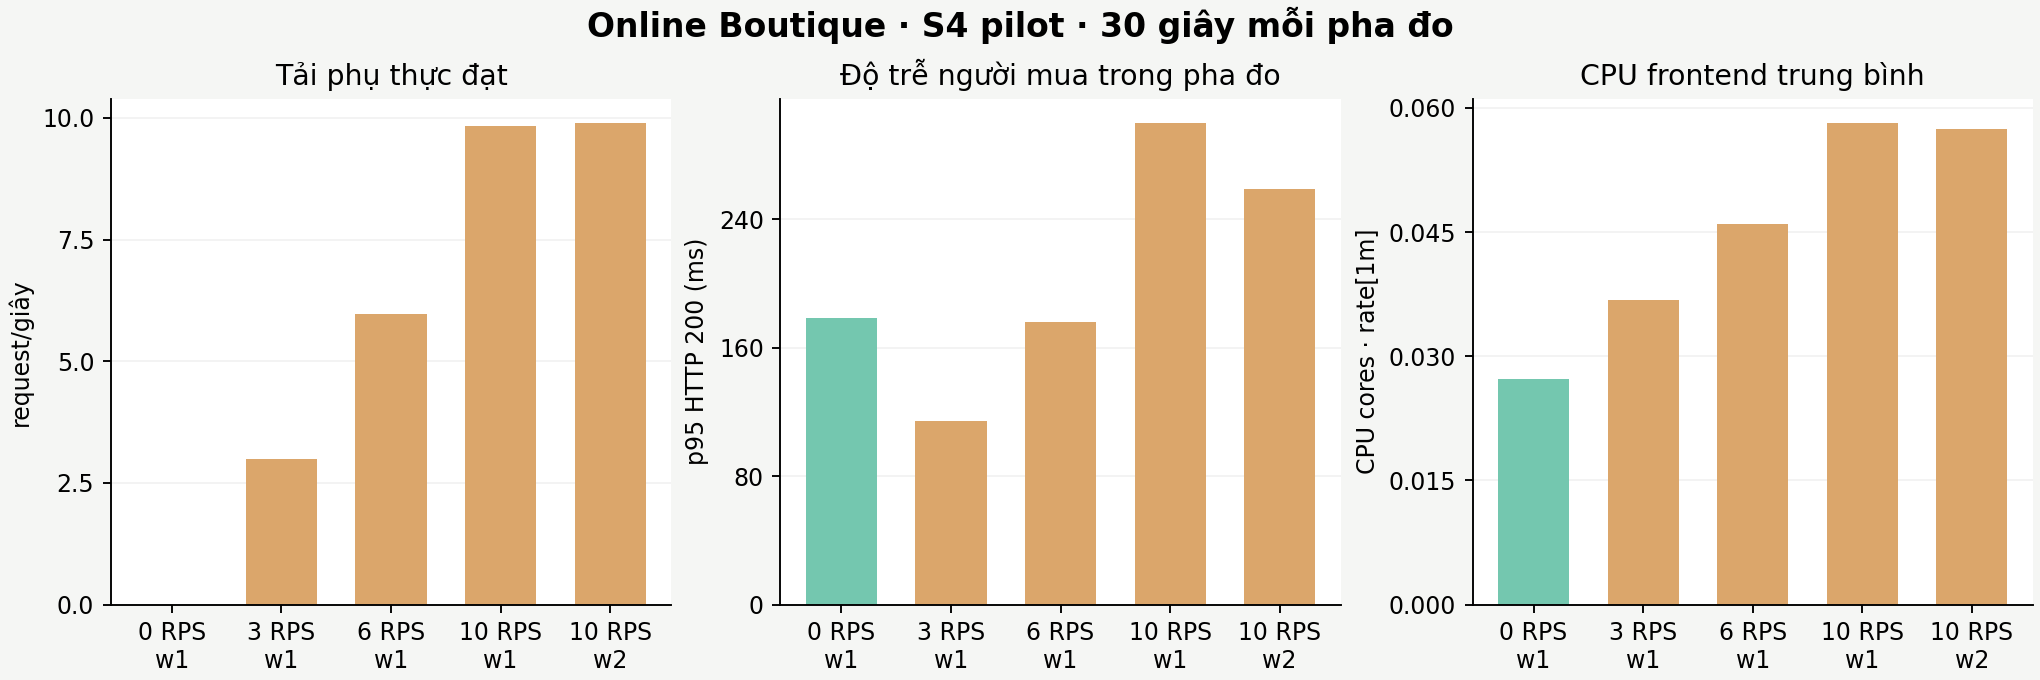 Online Boutique · S4 pilot · 30 giây mỗi pha đo
Tải phụ thực đạt
request/giây
10.0
7.5
5.0
2.5
0.0
0 RPS w1
3 RPS w1
6 RPS w1
10 RPS w1
10 RPS w2
Độ trễ người mua trong pha đo
p95 HTTP 200 (ms)
240
160
80
0
0 RPS w1
3 RPS w1
6 RPS w1
10 RPS w1
10 RPS w2
CPU frontend trung bình
CPU cores · rate[1m]
0.060
0.045
0.030
0.015
0.000
0 RPS w1
3 RPS w1
6 RPS w1
10 RPS w1
10 RPS w2